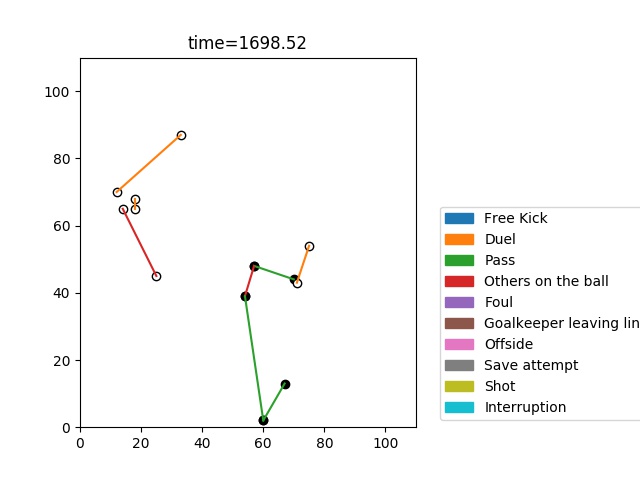 time=1698.52
100
80
60
40
20
0
0 20 40 60 80 100
Free Kick
Duel
Pass
Others on the ball
Foul
Goalkeeper leaving lin
Offside
Save attempt
Shot
Interruption